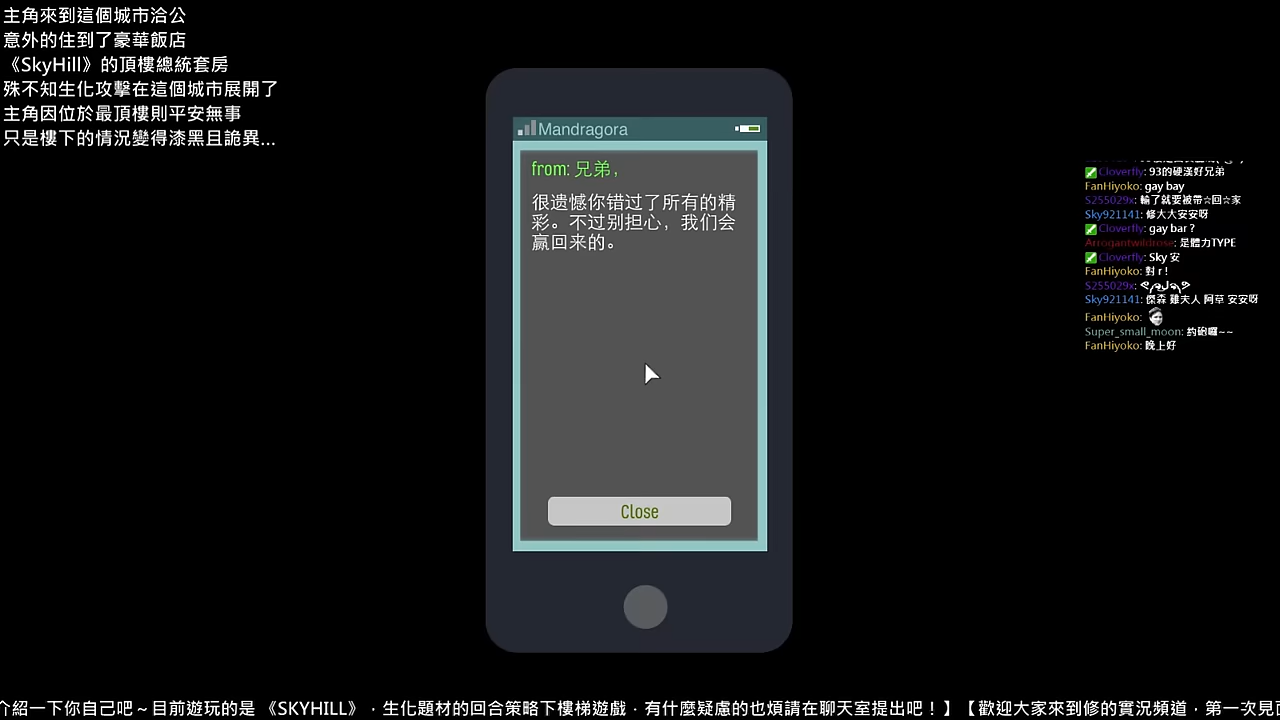 主角來到這個城市洽公
意外的住到了豪華飯店
《SkyHill》的頂樓總統套房
殊不知生化攻擊在這個城市展開了
主角因位於最頂樓則平安無事
只是樓下的情況變得漆黑且詭異...
Mandragora
from: 兄弟，
很遗憾你错过了所有的精
彩。不过别担心，我们会
赢回来的。
Close
Cloverfly: 93的硬漢好兄弟
FanHiyoko: gay bay
S255029x: 輸了就要被帶☆回☆家
Sky921141: 修大大安安呀
Cloverfly: gay bar ?
Arrogantwildrose: 是體力TYPE
Cloverfly: Sky 安
FanHiyoko: 對 r !
S255029x:
Sky921141: 傑森 雞夫人 阿草 安安呀
FanHiyoko:
Super_small_moon: 約砲囉~~
FanHiyoko: 晚上好
介紹一下你自己吧～目前遊玩的是 《SKYHILL》，生化題材的回合策略下樓梯遊戲，有什麼疑慮的也煩請在聊天室提出吧！】【歡迎大家來到修的實況頻道，第一次見面